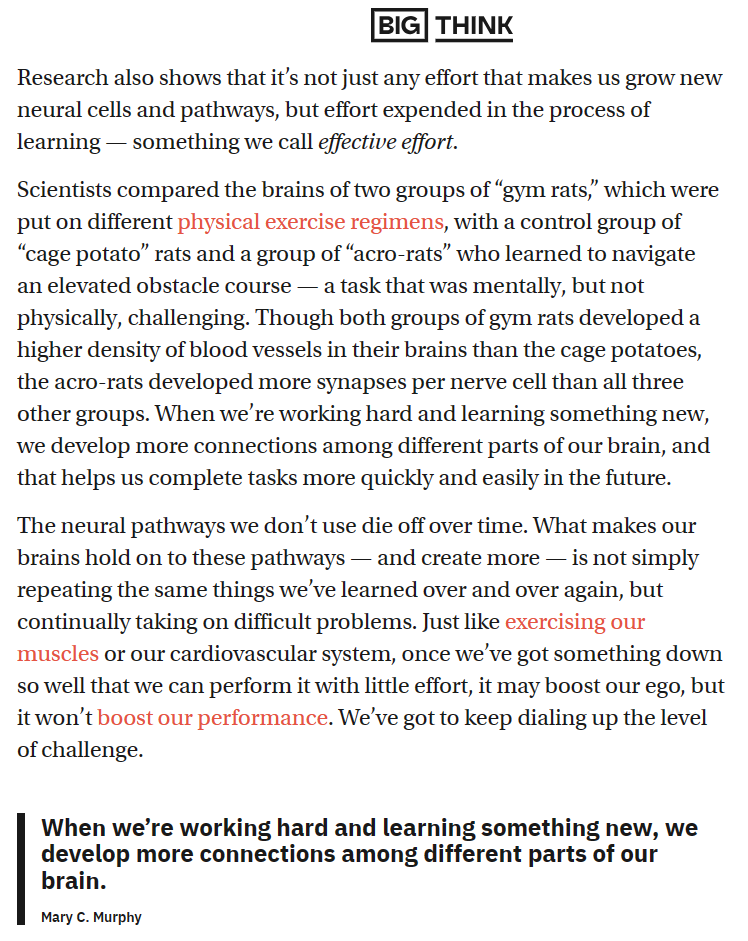 BIG THINK
Research also shows that it’s not just any effort that makes us grow new
neural cells and pathways, but effort expended in the process of
learning — something we call effective effort.
Scientists compared the brains of two groups of “gym rats,” which were
put on different physical exercise regimens, with a control group of
“cage potato” rats and a group of “acro-rats” who learned to navigate
an elevated obstacle course — a task that was mentally, but not
physically, challenging. Though both groups of gym rats developed a
higher density of blood vessels in their brains than the cage potatoes,
the acro-rats developed more synapses per nerve cell than all three
other groups. When we’re working hard and learning something new,
we develop more connections among different parts of our brain, and
that helps us complete tasks more quickly and easily in the future.
The neural pathways we don’t use die off over time. What makes our
brains hold on to these pathways — and create more — is not simply
repeating the same things we’ve learned over and over again, but
continually taking on difficult problems. Just like exercising our
muscles or our cardiovascular system, once we’ve got something down
so well that we can perform it with little effort, it may boost our ego, but
it won’t boost our performance. We’ve got to keep dialing up the level
of challenge.
When we’re working hard and learning something new, we
develop more connections among different parts of our
brain.
Mary C. Murphy